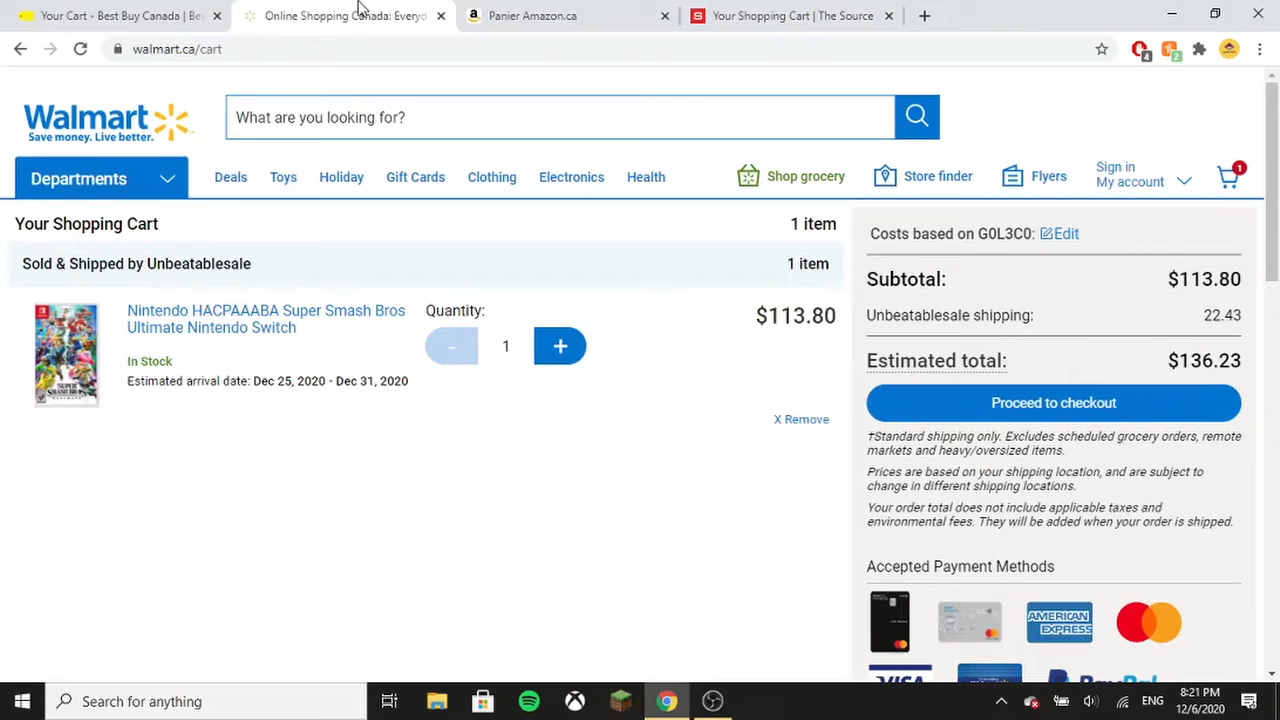 Your Cart - Best Buy Canada | Bes
Online Shopping Canada: Everyd
Panier Amazon.ca
Your Shopping Cart | The Source
walmart.ca/cart
4
2
Walmart
Save money. Live better.
What are you looking for?
Departments
Deals
Toys
Holiday
Gift Cards
Clothing
Electronics
Health
Shop grocery
Store finder
Flyers
Sign in
My account
1
Your Shopping Cart
1 item
Sold & Shipped by Unbeatablesale
1 item
Nintendo HACPAAABA Super Smash Bros
Ultimate Nintendo Switch
In Stock
Estimated arrival date: Dec 25, 2020 - Dec 31, 2020
Quantity:
- 1 +
$113.80
X Remove
Costs based on G0L3C0: Edit
Subtotal: $113.80
Unbeatablesale shipping: 22.43
Estimated total: $136.23
Proceed to checkout
†Standard shipping only. Excludes scheduled grocery orders, remote
markets and heavy/oversized items.
Prices are based on your shipping location, and are subject to
change in different shipping locations.
Your order total does not include applicable taxes and
environmental fees. They will be added when your order is shipped.
Accepted Payment Methods
AMERICAN
EXPRESS
VISA
PayPal
Search for anything
ENG
8:21 PM
12/6/2020